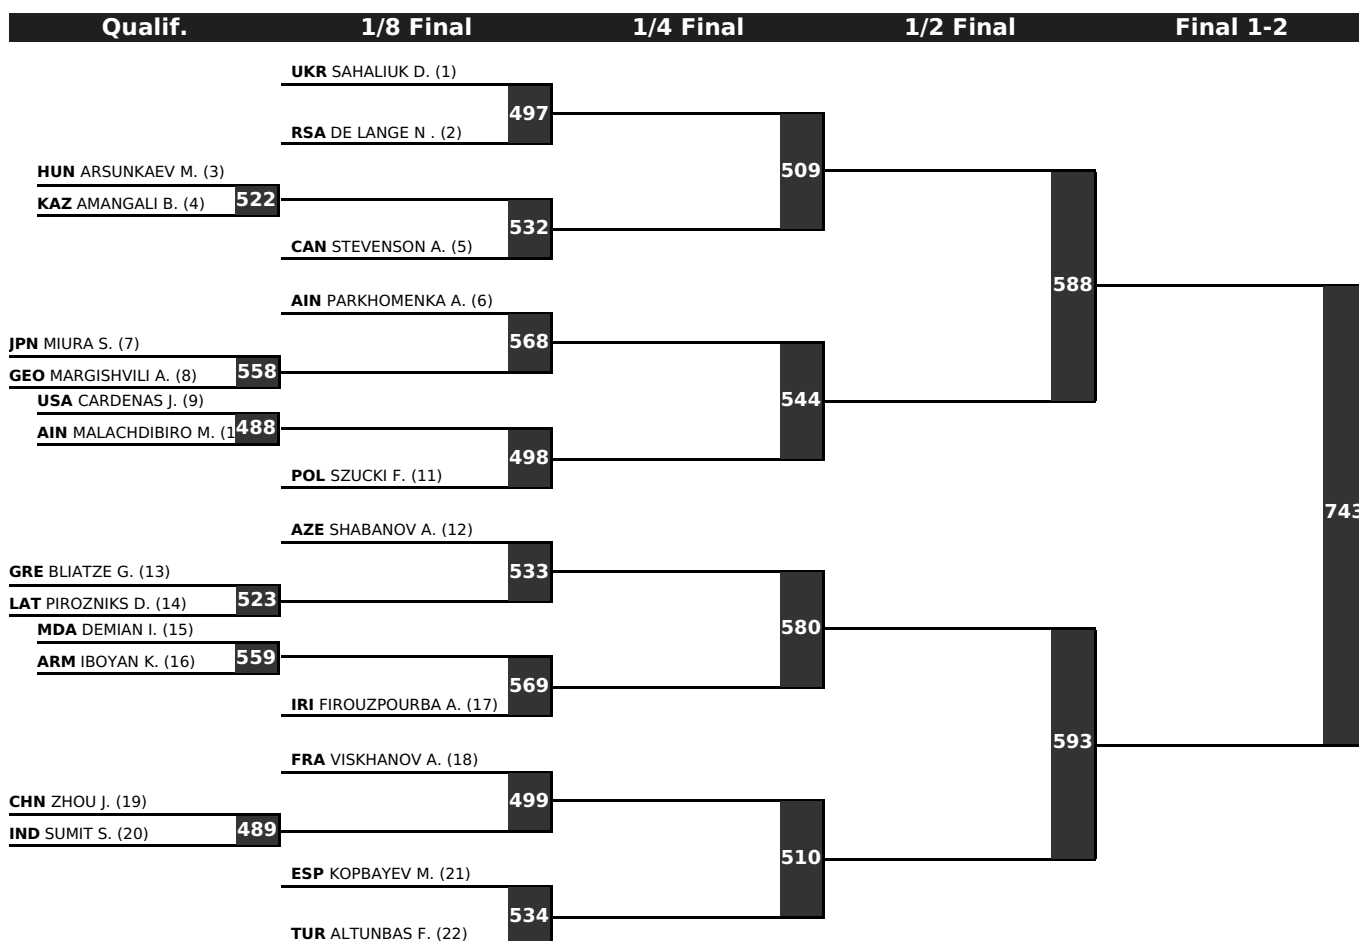 Qualif. 1/8 Final 1/4 Final 1/2 Final Final 1-2
UKR SAHALIUK D. (1)
497
RSA DE LANGE N . (2)
509
HUN ARSUNKAEV M. (3)
522
KAZ AMANGALI B. (4)
532
CAN STEVENSON A. (5)
588
AIN PARKHOMENKA A. (6)
568
JPN MIURA S. (7)
558
GEO MARGISHVILI A. (8)
544
USA CARDENAS J. (9)
488
AIN MALACHDIBIRO M. (1
498
POL SZUCKI F. (11)
743
AZE SHABANOV A. (12)
533
GRE BLIATZE G. (13)
523
LAT PIROZNIKS D. (14)
580
MDA DEMIAN I. (15)
559
ARM IBOYAN K. (16)
569
IRI FIROUZPOURBA A. (17)
593
FRA VISKHANOV A. (18)
499
CHN ZHOU J. (19)
489
IND SUMIT S. (20)
510
ESP KOPBAYEV M. (21)
534
TUR ALTUNBAS F. (22)